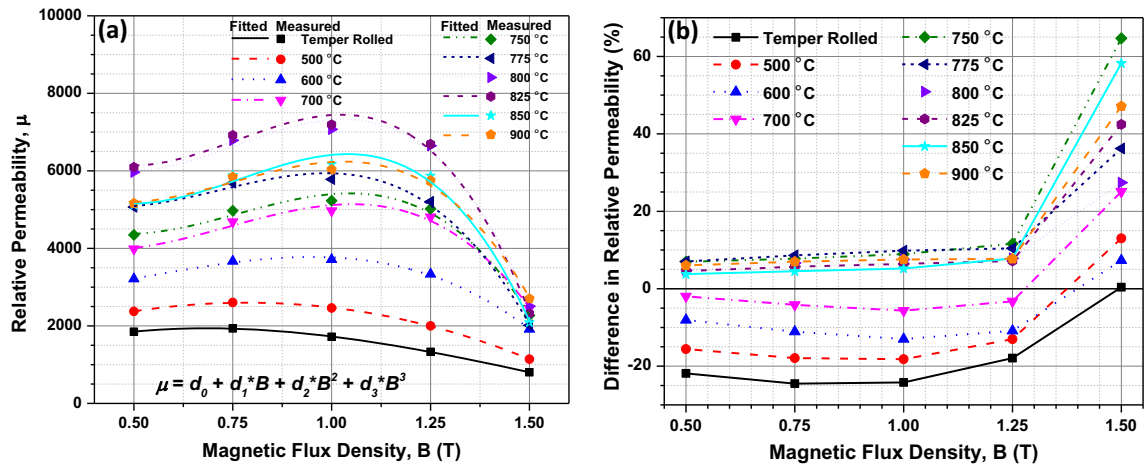 (a)
Fitted Measured
Temper Rolled
500 °C
600 °C
700 °C
Fitted Measured
750 °C
775 °C
800 °C
825 °C
850 °C
900 °C
10000
8000
6000
4000
2000
0
Relative Permeability, μ
μ = d0 + d1*B + d2*B2 + d3*B3
0.50 0.75 1.00 1.25 1.50
Magnetic Flux Density, B (T)
(b)
Temper Rolled
500 °C
600 °C
700 °C
750 °C
775 °C
800 °C
825 °C
850 °C
900 °C
60
40
20
0
-20
Difference in Relative Permeability (%)
0.50 0.75 1.00 1.25 1.50
Magnetic Flux Density, B (T)